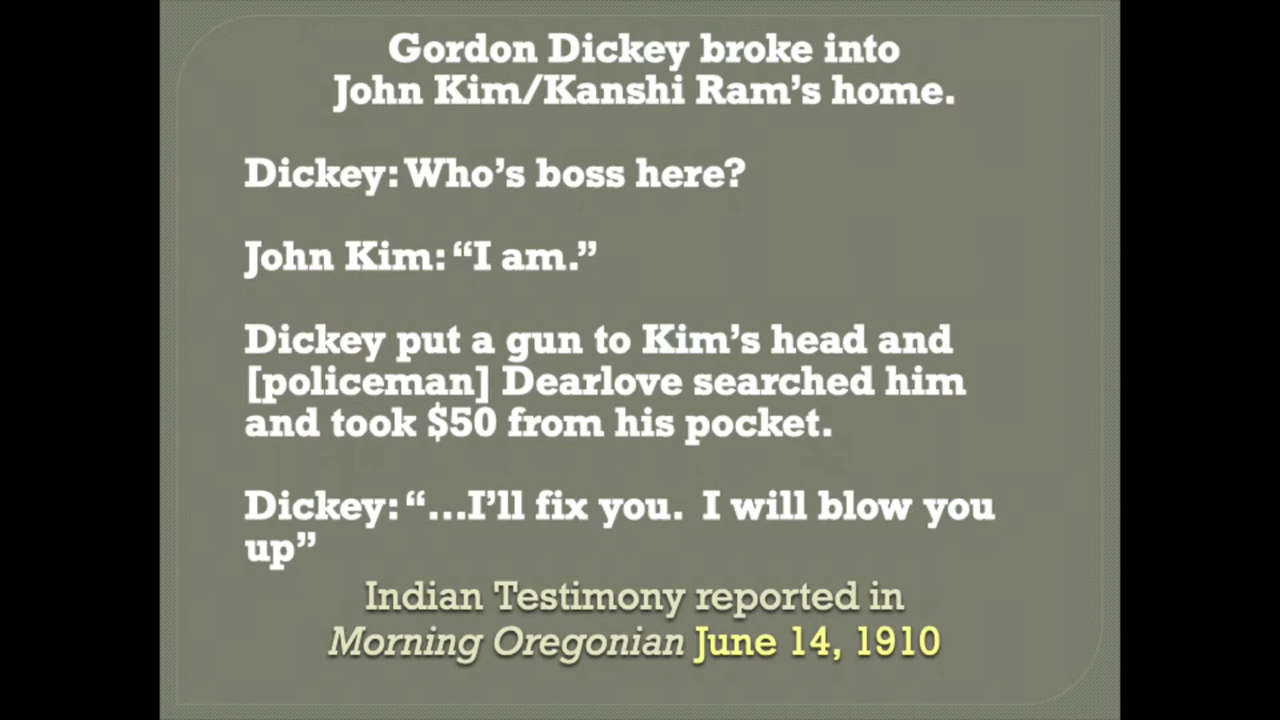 Gordon Dickey broke into
John Kim/Kanshi Ram's home.
Dickey: Who's boss here?
John Kim: “I am.”
Dickey put a gun to Kim's head and
[policeman] Dearlove searched him
and took $50 from his pocket.
Dickey: “…I'll fix you.  I will blow you
up”
Indian Testimony reported in
Morning Oregonian June 14, 1910